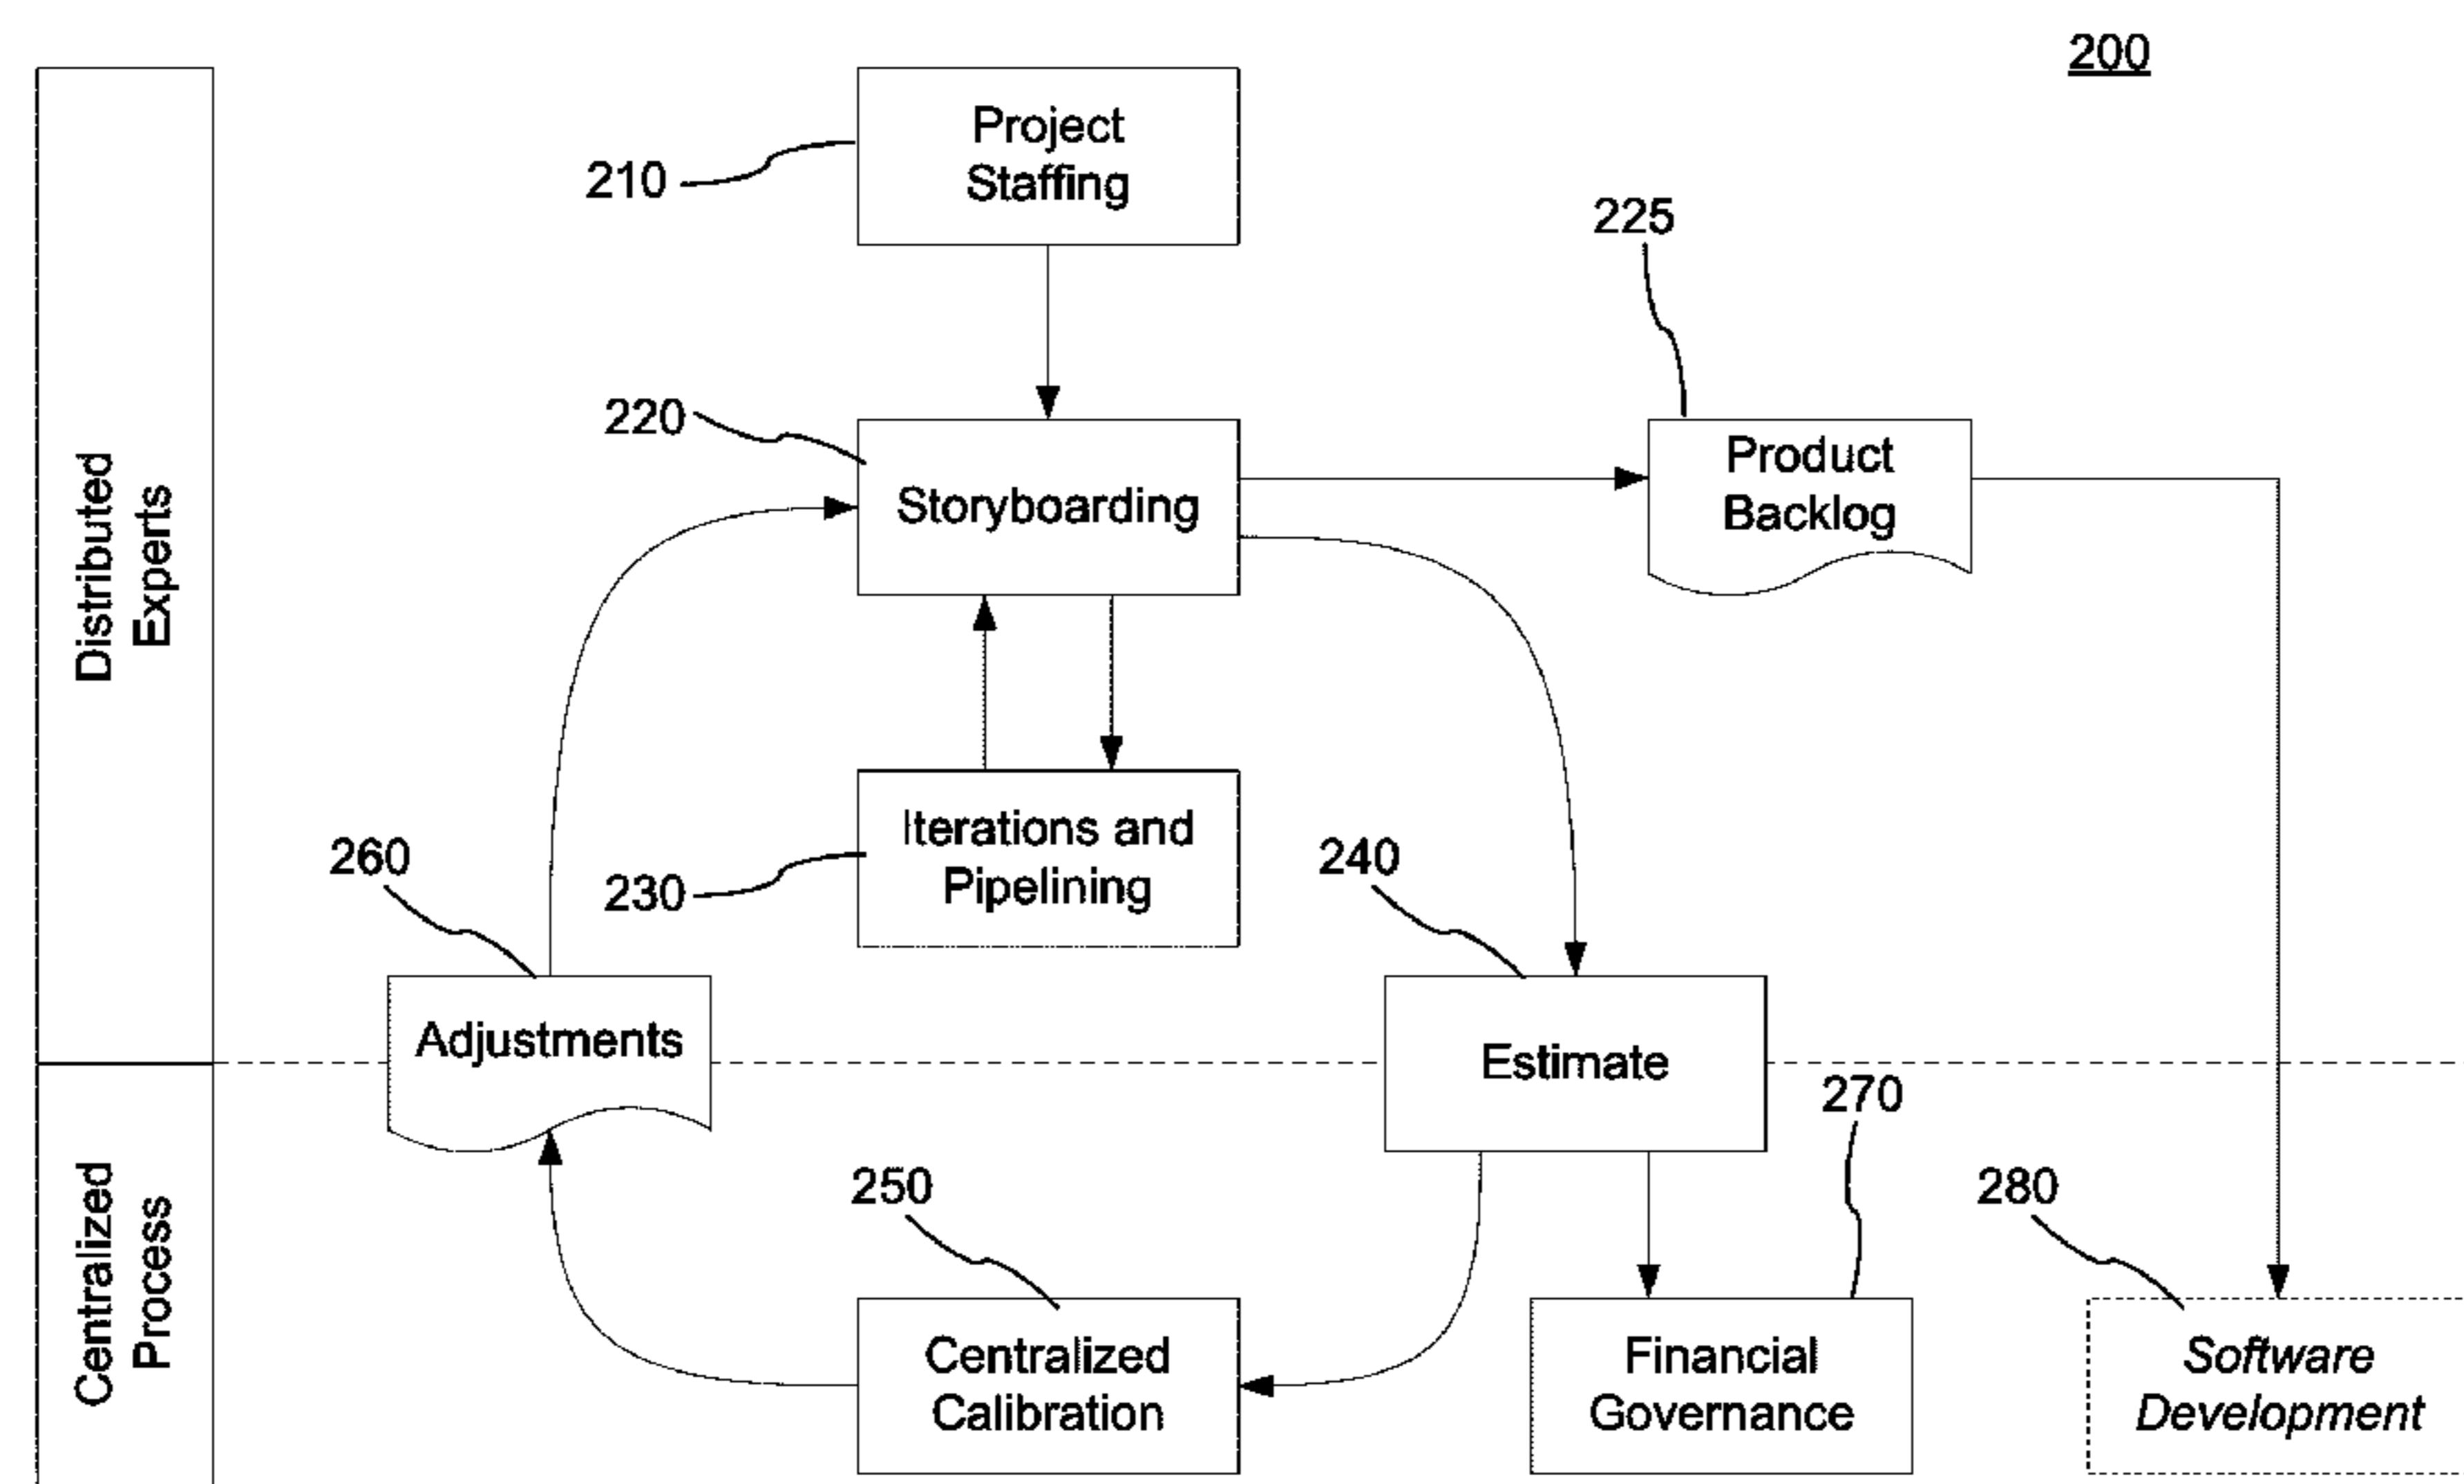 200
Project
Staffing
210
225
220
Storyboarding
Product
Backlog
Distributed
Experts
Iterations and
Pipelining
230
260
240
Adjustments
Estimate
270
250
280
Centralized
Process
Centralized
Calibration
Financial
Governance
Software
Development